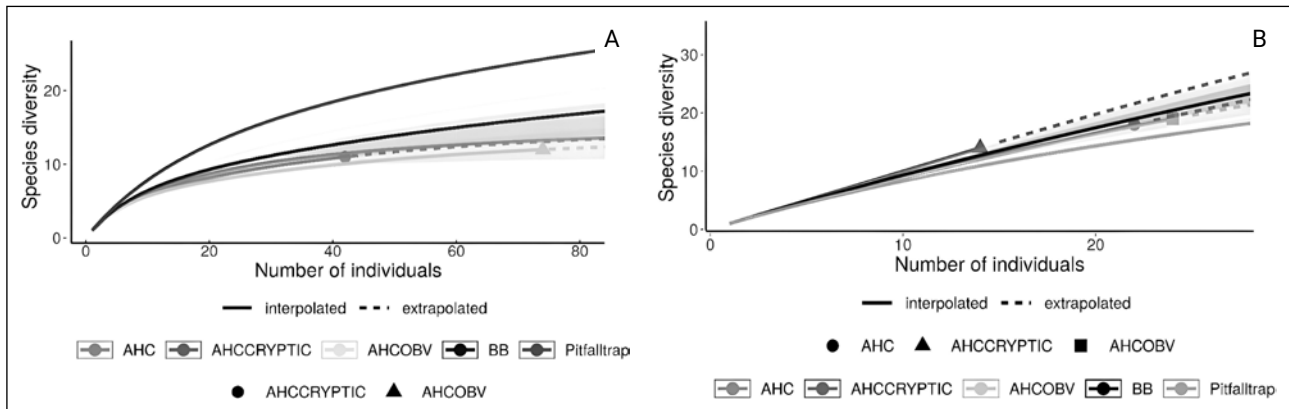 A
Species diversity
20
10
0
0 20 40 60 80
Number of individuals
interpolated extrapolated
AHC AHCCRYPTIC AHCOBV BB Pitfalltrap
AHCCRYPTIC AHCOBV
B
Species diversity
30
20
10
0
0 10 20
Number of individuals
interpolated extrapolated
AHC AHCCRYPTIC AHCOBV
AHC AHCCRYPTIC AHCOBV BB Pitfalltrap